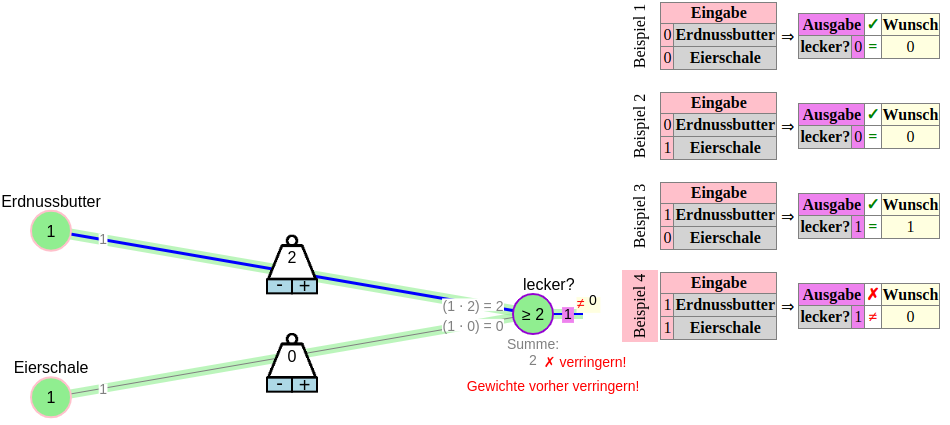 Erdnussbutter
1
1
2
- +
Eierschale
1
1
0
- +
(1 · 2) = 2
(1 · 0) = 0
lecker?
≥ 2
1
≠ 0
Summe:
2 ✗ verringern!
Gewichte vorher verringern!
Beispiel 1
Eingabe
0 Erdnussbutter
0 Eierschale
⇒
Ausgabe ✓ Wunsch
lecker? 0 = 0
Beispiel 2
Eingabe
0 Erdnussbutter
1 Eierschale
⇒
Ausgabe ✓ Wunsch
lecker? 0 = 0
Beispiel 3
Eingabe
1 Erdnussbutter
0 Eierschale
⇒
Ausgabe ✓ Wunsch
lecker? 1 = 1
Beispiel 4
Eingabe
1 Erdnussbutter
1 Eierschale
⇒
Ausgabe ✗ Wunsch
lecker? 1 ≠ 0